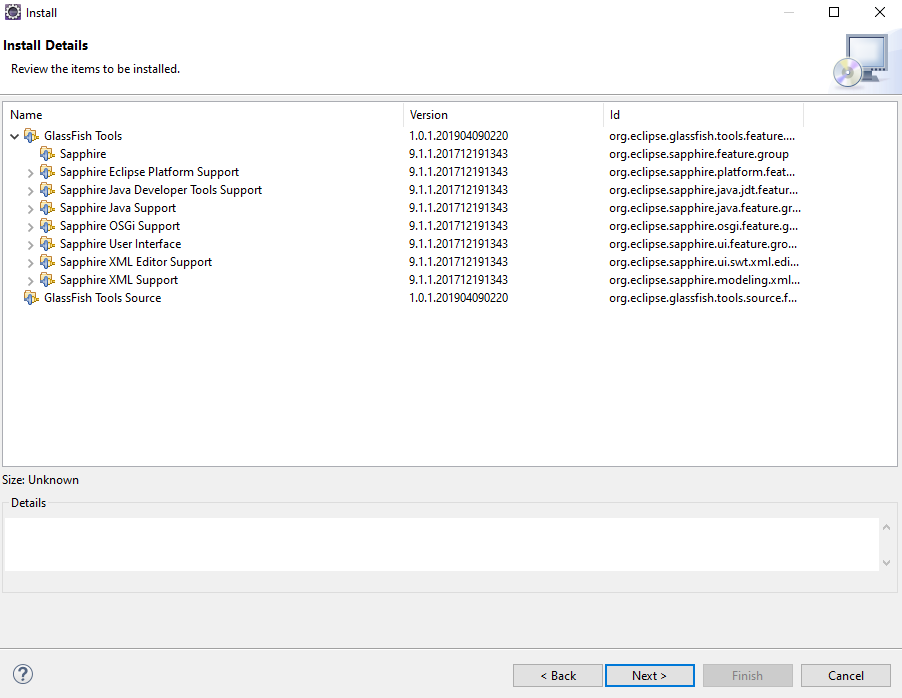 Install
Install Details
Review the items to be installed.
Name Version Id
GlassFish Tools 1.0.1.201904090220 org.eclipse.glassfish.tools.feature....
Sapphire 9.1.1.201712191343 org.eclipse.sapphire.feature.group
Sapphire Eclipse Platform Support 9.1.1.201712191343 org.eclipse.sapphire.platform.feat...
Sapphire Java Developer Tools Support 9.1.1.201712191343 org.eclipse.sapphire.java.jdt.featur...
Sapphire Java Support 9.1.1.201712191343 org.eclipse.sapphire.java.feature.gr...
Sapphire OSGi Support 9.1.1.201712191343 org.eclipse.sapphire.osgi.feature.g...
Sapphire User Interface 9.1.1.201712191343 org.eclipse.sapphire.ui.feature.gro...
Sapphire XML Editor Support 9.1.1.201712191343 org.eclipse.sapphire.ui.swt.xml.edi...
Sapphire XML Support 9.1.1.201712191343 org.eclipse.sapphire.modeling.xml...
GlassFish Tools Source 1.0.1.201904090220 org.eclipse.glassfish.tools.source.f...
Size: Unknown
Details
? < Back Next > Finish Cancel